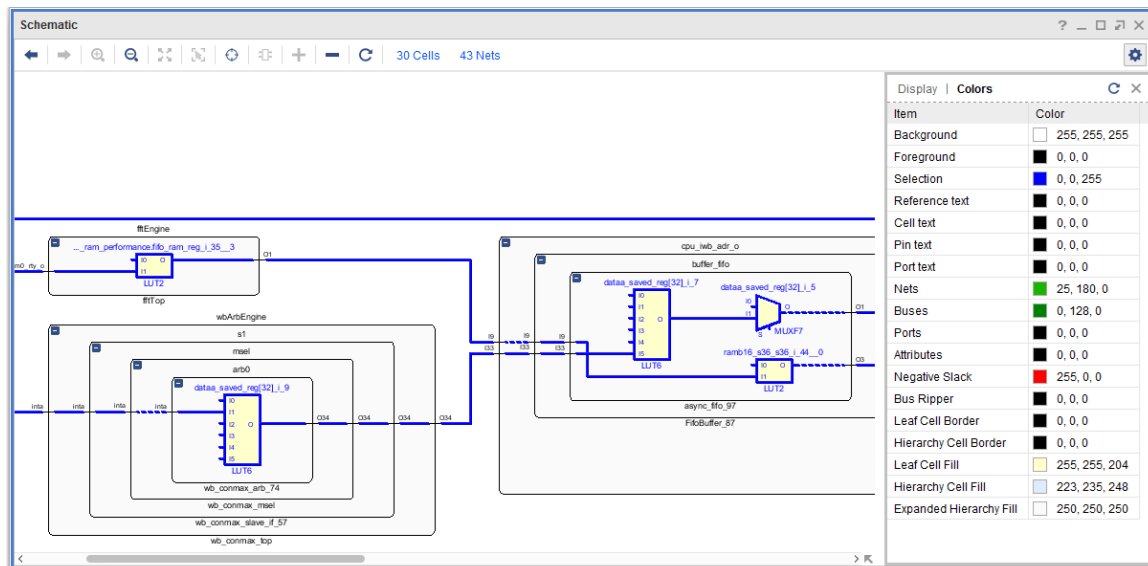 Schematic
30 Cells 43 Nets
Display | Colors
Item Color
Background 255, 255, 255
Foreground 0, 0, 0
Selection 0, 0, 255
Reference text 0, 0, 0
Cell text 0, 0, 0
Pin text 0, 0, 0
Port text 0, 0, 0
Nets 25, 180, 0
Buses 0, 128, 0
Ports 0, 0, 0
Attributes 0, 0, 0
Negative Slack 255, 0, 0
Bus Ripper 0, 0, 0
Leaf Cell Border 0, 0, 0
Hierarchy Cell Border 0, 0, 0
Leaf Cell Fill 255, 255, 204
Hierarchy Cell Fill 223, 235, 248
Expanded Hierarchy Fill 250, 250, 250
fftEngine
..._ram_performance.fifo_ram_reg_i_35__3
I0 O
I1
LUT2
m0_rty_o
O1
fftTop
wbArbEngine
s1
msel
arb0
dataa_saved_reg[32]_i_9
I0
I1
I2 O
I3
I4
I5
LUT6
inta inta inta
O34 O34 O34 O34
wb_conmax_arb_74
wb_conmax_msel
wb_conmax_slave_if_57
wb_conmax_top
cpu_iwb_adr_o
buffer_fifo
dataa_saved_reg[32]_i_7
I0
I1
I2 O
I3
I4
I5
LUT6
dataa_saved_reg[32]_i_5
I0 O
I1
S
MUXF7
O1
ramb16_s36_s36_i_44__0
I0 O
I1
LUT2
O3
I9 I9 I9
I33 I33 I33
async_fifo_97
FifoBuffer_87